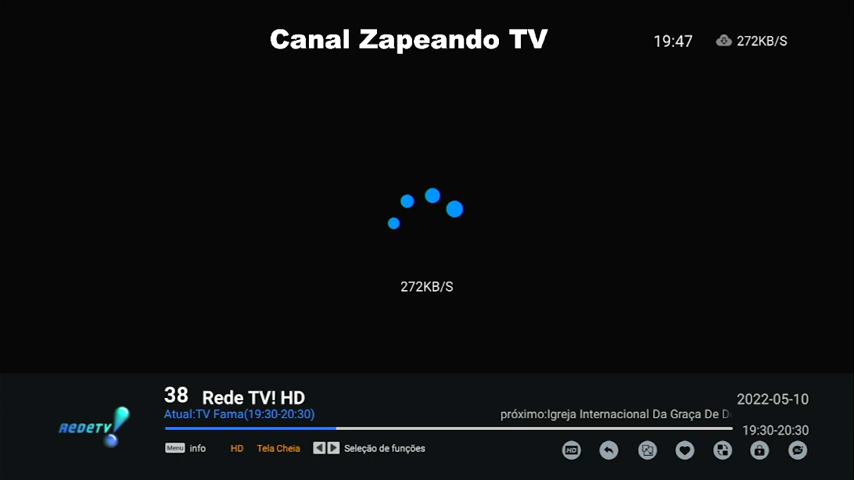 Canal Zapeando TV
19:47
272KB/S
272KB/S
38 Rede TV! HD
2022-05-10
Atual:TV Fama(19:30-20:30)
próximo:Igreja Internacional Da Graça De D
19:30-20:30
REDETV!
Menu info HD Tela Cheia Seleção de funções
HD